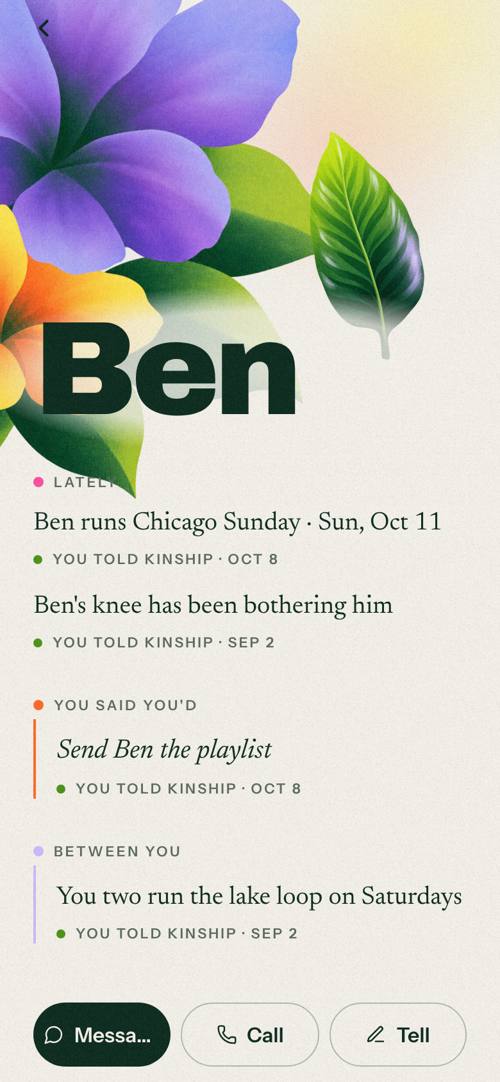 Ben
LATELY
Ben runs Chicago Sunday · Sun, Oct 11
YOU TOLD KINSHIP · OCT 8
Ben's knee has been bothering him
YOU TOLD KINSHIP · SEP 2
YOU SAID YOU'D
Send Ben the playlist
YOU TOLD KINSHIP · OCT 8
BETWEEN YOU
You two run the lake loop on Saturdays
YOU TOLD KINSHIP · SEP 2
Messa...
Call
Tell